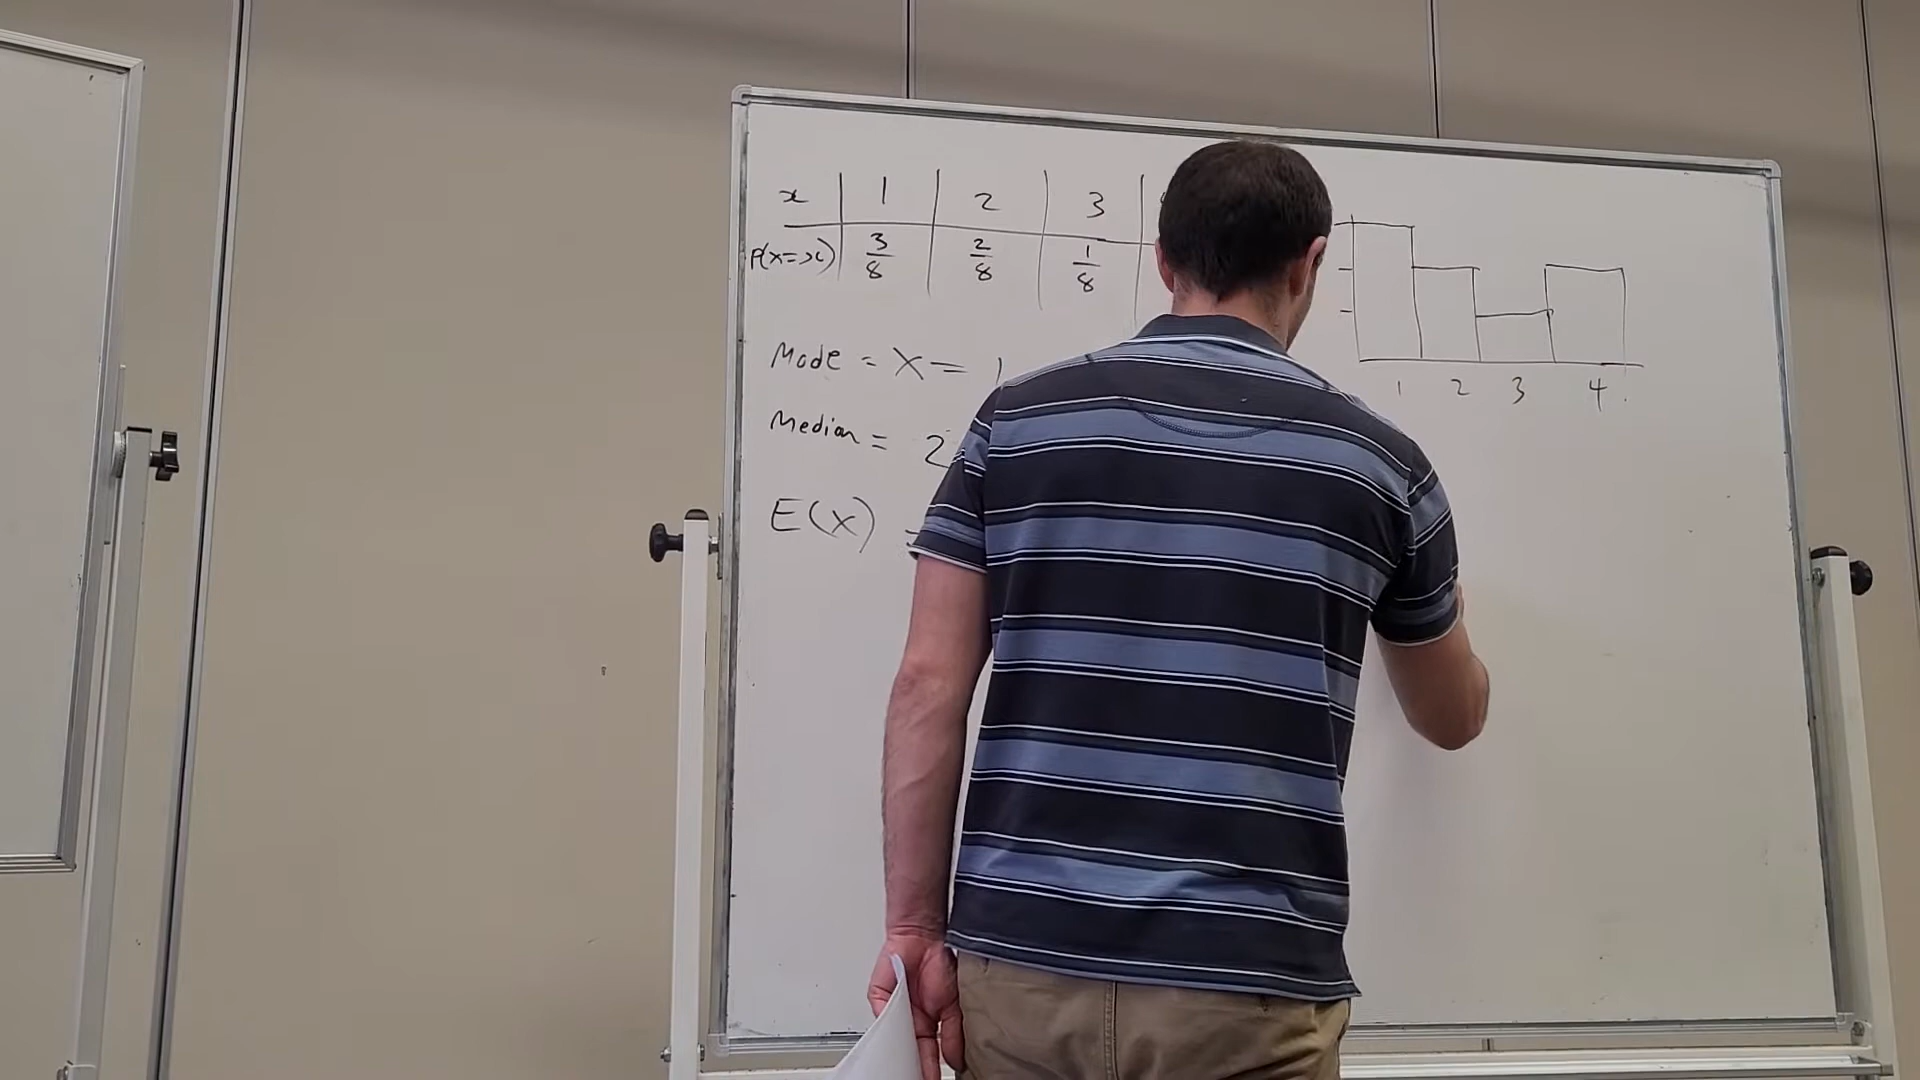 x 1 2 3
P(X=x) 3/8 2/8 1/8
1 2 3 4
Mode = X = 1
Median = 2
E(X) =